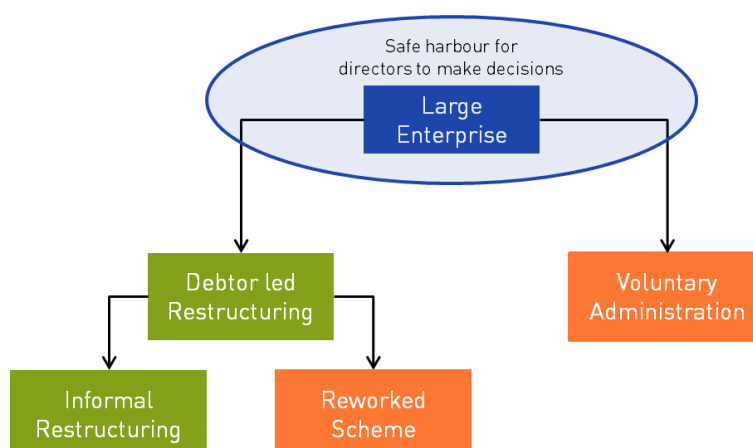 Safe harbour for
directors to make decisions
Large
Enterprise
Debtor led
Restructuring
Voluntary
Administration
Informal
Restructuring
Reworked
Scheme